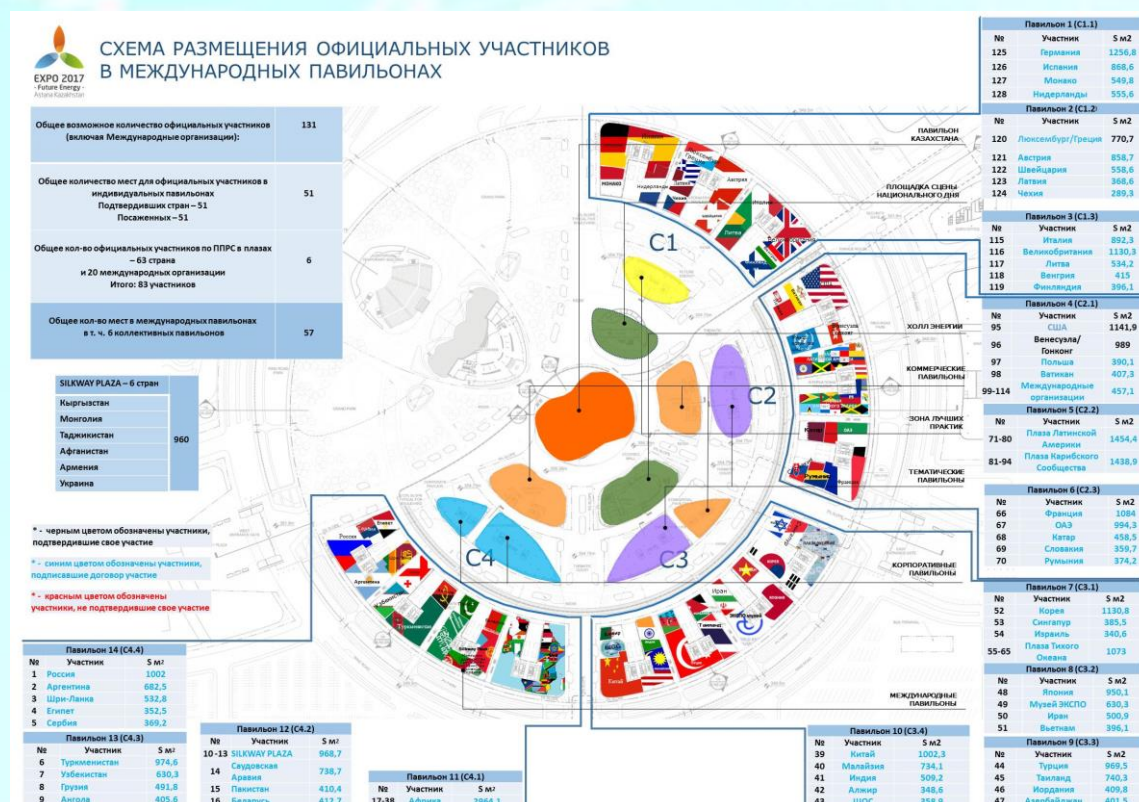 EXPO 2017
- Future Energy -
Astana Kazakhstan
СХЕМА РАЗМЕЩЕНИЯ ОФИЦИАЛЬНЫХ УЧАСТНИКОВ
В МЕЖДУНАРОДНЫХ ПАВИЛЬОНАХ
Общее возможное количество официальных участников 131
(включая Международные организации):
Общее количество мест для официальных участников в
индивидуальных павильонах 51
Подтвердивших стран – 51
Посаженных – 51
Общее кол-во официальных участников по ППРС в плазах
– 63 страна 6
и 20 международных организации
Итого: 83 участников
Общее кол-во мест в международных павильонах 57
в т. ч. 6 коллективных павильонов
SILKWAY PLAZA – 6 стран 960
Кыргызстан
Монголия
Таджикистан
Афганистан
Армения
Украина
* - черным цветом обозначены участники,
подтвердившие свое участие
* - синим цветом обозначены участники,
подписавшие договор участие
* - красным цветом обозначены
участники, не подтвердившие свое участие
C1
C2
C3
C4
ПАВИЛЬОН
КАЗАХСТАНА
ПЛОЩАДКА СЦЕНЫ
НАЦИОНАЛЬНОГО ДНЯ
ХОЛЛ ЭНЕРГИИ
КОММЕРЧЕСКИЕ
ПАВИЛЬОНЫ
ЗОНА ЛУЧШИХ
ПРАКТИК
ТЕМАТИЧЕСКИЕ
ПАВИЛЬОНЫ
КОРПОРАТИВНЫЕ
ПАВИЛЬОНЫ
МЕЖДУНАРОДНЫЕ
ПАВИЛЬОНЫ
Павильон 1 (C1.1)
№ Участник S м2
125 Германия 1256,8
126 Испания 868,6
127 Монако 549,8
128 Нидерланды 555,6
Павильон 2 (C1.2)
№ Участник S м2
120 Люксембург/Греция 770,7
121 Австрия 858,7
122 Швейцария 558,6
123 Латвия 368,6
124 Чехия 289,3
Павильон 3 (C1.3)
№ Участник S м2
115 Италия 892,3
116 Великобритания 1130,3
117 Литва 534,2
118 Венгрия 415
119 Финляндия 396,1
Павильон 4 (C2.1)
№ Участник S м2
95 США 1141,9
96 Венесуэла/ 989
Гонконг
97 Польша 390,1
98 Ватикан 407,3
99-114 Международные 457,1
организации
Павильон 5 (C2.2)
№ Участник S м2
71-80 Плаза Латинской 1454,4
Америки
81-94 Плаза Карибского 1438,9
Сообщества
Павильон 6 (C2.3)
№ Участник S м2
66 Франция 1084
67 ОАЭ 994,3
68 Катар 458,5
69 Словакия 359,7
70 Румыния 374,2
Павильон 7 (C3.1)
№ Участник S м2
52 Корея 1130,8
53 Сингапур 385,5
54 Израиль 340,6
55-65 Плаза Тихого 1073
Океана
Павильон 8 (C3.2)
№ Участник S м2
48 Япония 950,1
49 Музей ЭКСПО 630,3
50 Иран 500,9
51 Вьетнам 396,1
Павильон 9 (C3.3)
№ Участник S м2
44 Турция 969,5
45 Таиланд 740,3
46 Иордания 409,8
47 Азербайджан 401,5
Павильон 10 (C3.4)
№ Участник S м2
39 Китай 1002,3
40 Малайзия 734,1
41 Индия 509,2
42 Алжир 348,6
43 ШОС 358,9
Павильон 11 (C4.1)
№ Участник S м2
17-38 Африка 2964,1
Павильон 12 (C4.2)
№ Участник S м2
10-13 SILKWAY PLAZA 968,7
14 Саудовская 738,7
Аравия
15 Пакистан 410,4
16 Беларусь 412,7
Павильон 13 (C4.3)
№ Участник S м2
6 Туркменистан 974,6
7 Узбекистан 630,3
8 Грузия 491,8
9 Ангола 405,6
Павильон 14 (C4.4)
№ Участник S м2
1 Россия 1002
2 Аргентина 682,5
3 Шри-Ланка 532,8
4 Египет 352,5
5 Сербия 369,2